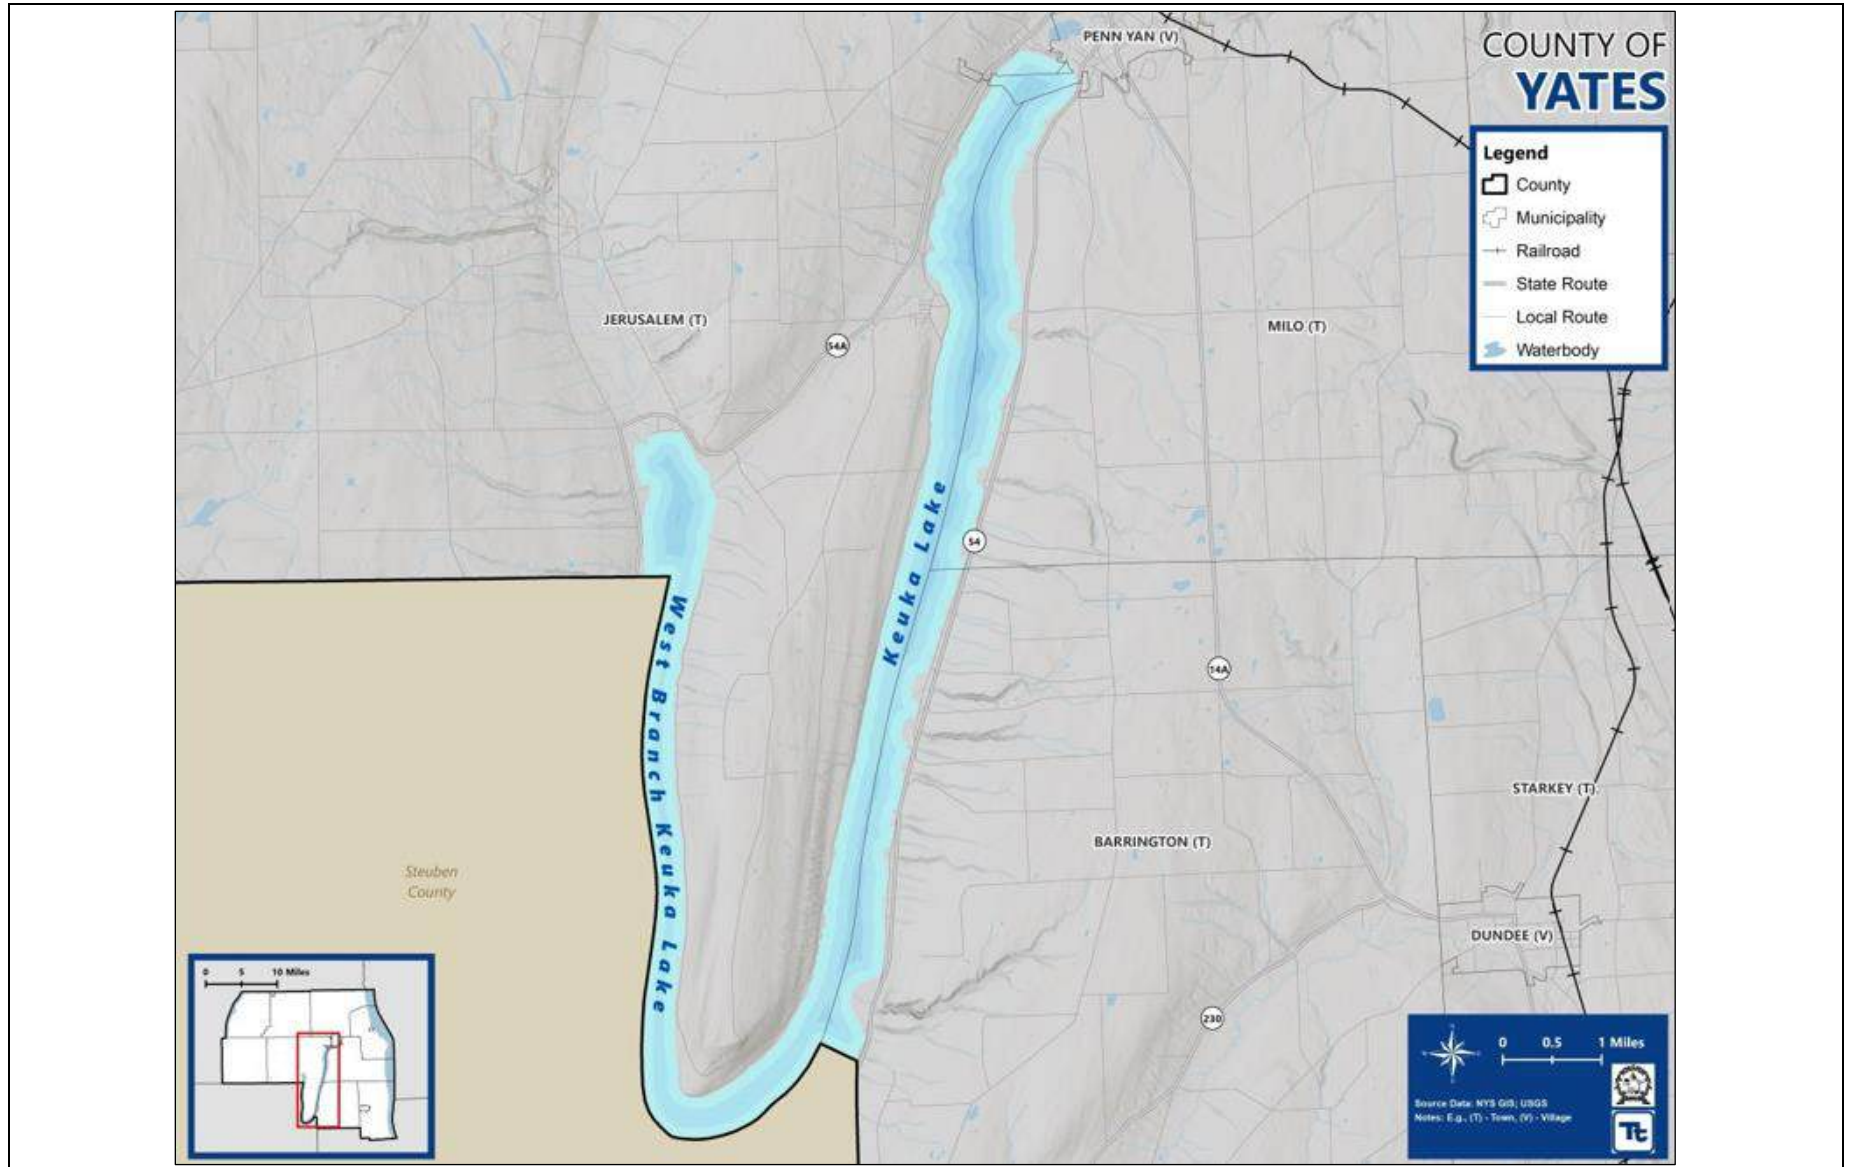 PENN YAN (V)
COUNTY OF
YATES
Legend
County
Municipality
Railroad
State Route
Local Route
Waterbody
JERUSALEM (T)
MILO (T)
54A
Keuka Lake
54
West Branch Keuka Lake
14A
STARKEY (T)
BARRINGTON (T)
Steuben
County
DUNDEE (V)
230
0 5 10 Miles
0 0.5 1 Miles
Source Data: NYS GIS; USGS
Notes: E.g., (T) - Town, (V) - Village
Tt